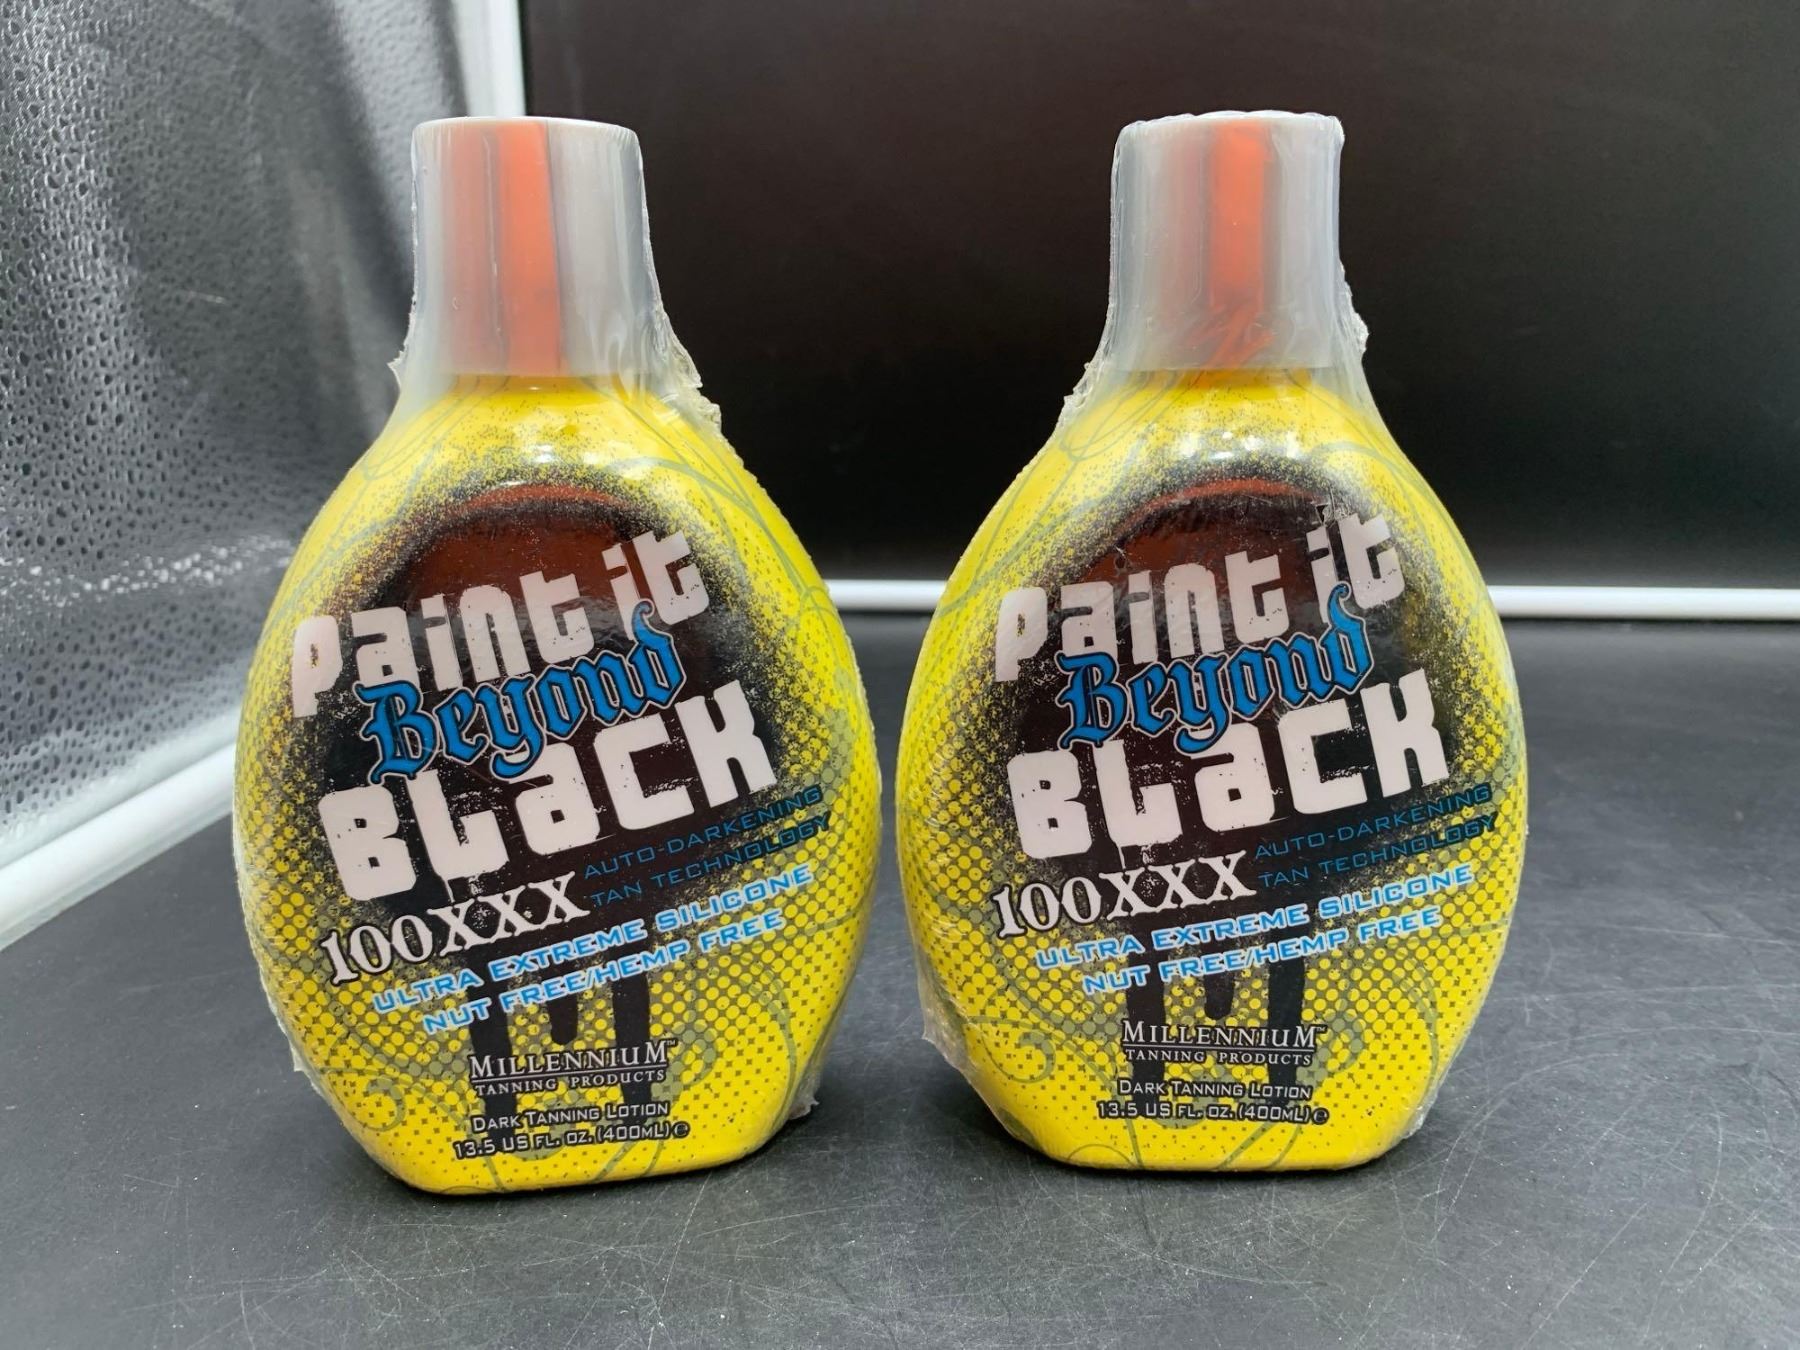 Paint it
Beyond
BLaCK
AUTO-DARKENING
TAN TECHNOLOGY
100XXX
ULTRA EXTREME SILICONE
NUT FREE/HEMP FREE
MILLENNIUM™
TANNING PRODUCTS
DARK TANNING LOTION
13.5 US FL. OZ. (400ML) ℮
Paint it
Beyond
BLaCK
AUTO-DARKENING
TAN TECHNOLOGY
100XXX
ULTRA EXTREME SILICONE
NUT FREE/HEMP FREE
MILLENNIUM™
TANNING PRODUCTS
DARK TANNING LOTION
13.5 US FL. OZ. (400ML) ℮